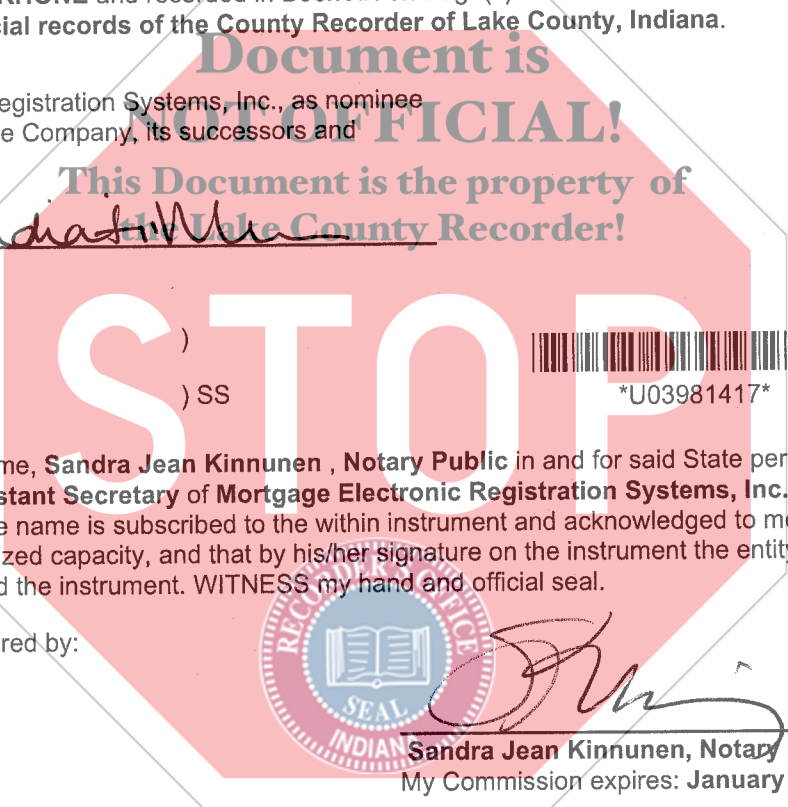 and recorded in
cial records of the County Recorder of Lake County, Indiana.
Document is
egistration Systems, Inc., as nominee
NOT OFFICIAL!
e Company, its successors and
This Document is the property of
the Lake County Recorder!
STOP
)
) SS
*U03981417*
me, Sandra Jean Kinnunen , Notary Public in and for said State per
stant Secretary of Mortgage Electronic Registration Systems, Inc.
e name is subscribed to the within instrument and acknowledged to me
zed capacity, and that by his/her signature on the instrument the entity
d the instrument. WITNESS my hand and official seal.
RECORDER'S OFFICE
red by:
SEAL
INDIANA
Sandra Jean Kinnunen, Notary
My Commission expires: January